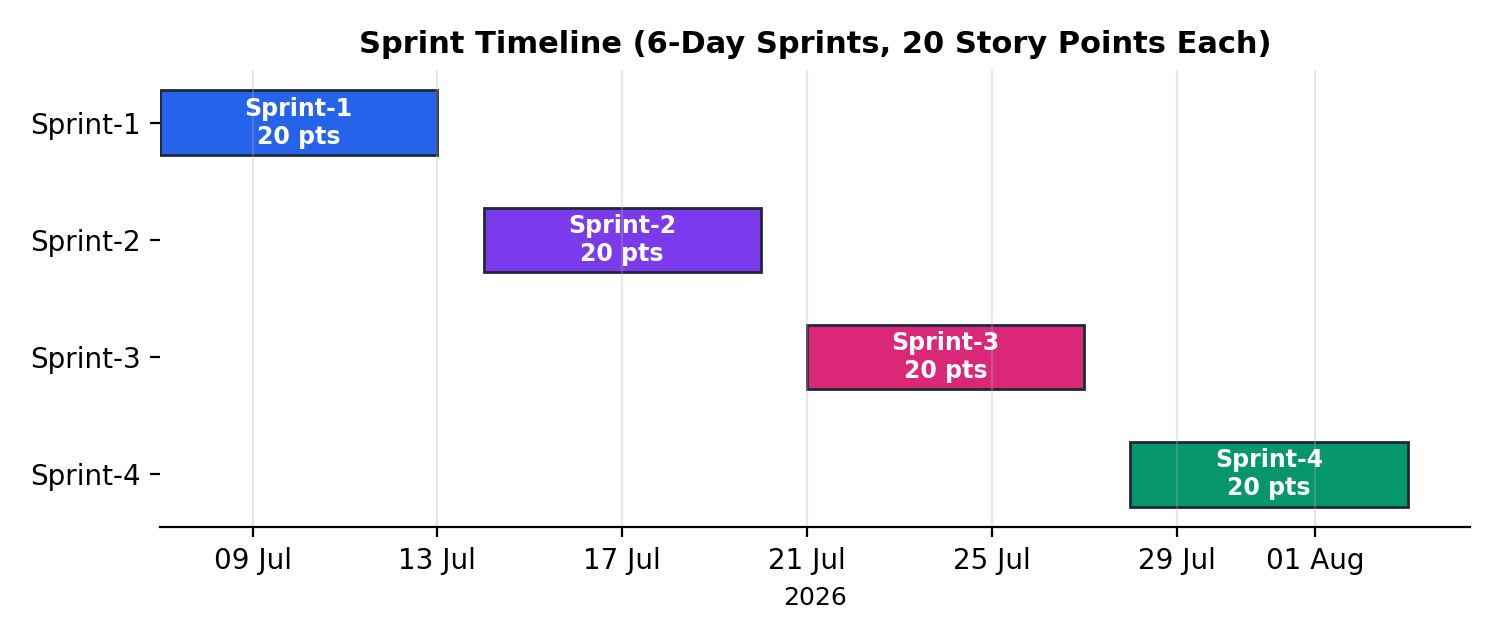 Sprint Timeline (6-Day Sprints, 20 Story Points Each)
Sprint-1
Sprint-1
20 pts
Sprint-2
Sprint-2
20 pts
Sprint-3
Sprint-3
20 pts
Sprint-4
Sprint-4
20 pts
09 Jul 13 Jul 17 Jul 21 Jul 25 Jul 29 Jul 01 Aug
2026